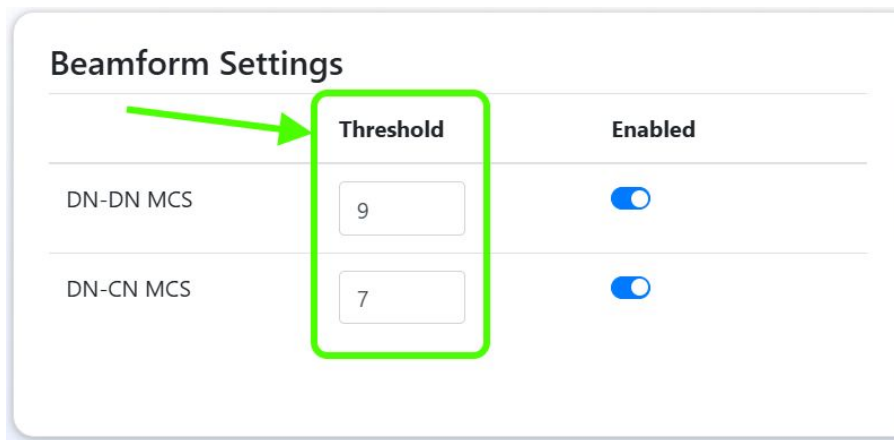 Beamform Settings
Threshold Enabled
DN-DN MCS 9
DN-CN MCS 7